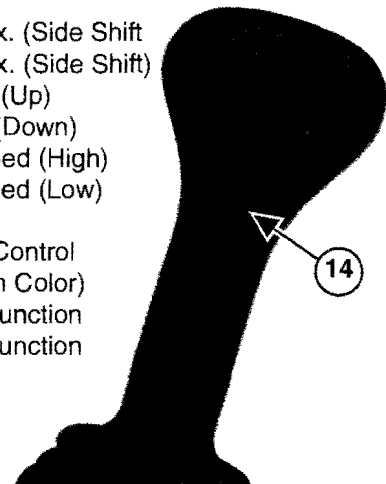 x. (Side Shift
x. (Side Shift)
(Up)
(Down)
ed (High)
ed (Low)
Control
n Color)
unction
unction
14